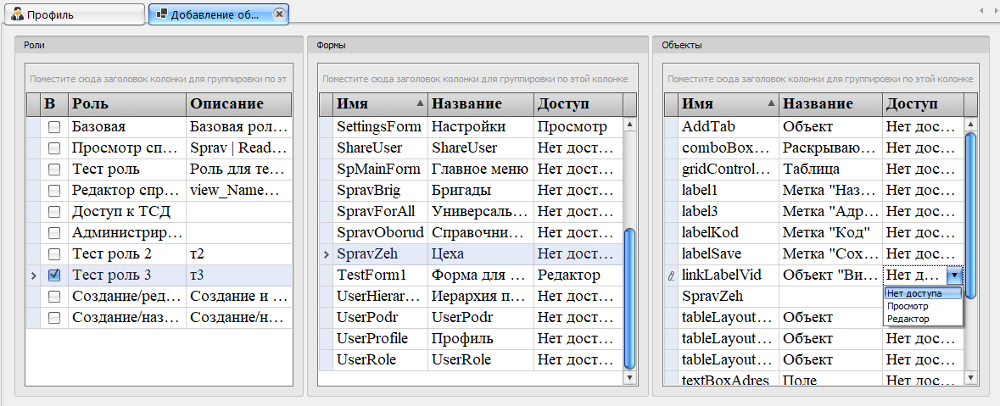 Профиль
Добавление об...
Роли
Поместите сюда заголовок колонки для группировки по эт
В Роль Описание
Базовая Базовая рол...
Просмотр сп... Sprav | Read...
Тест роль Роль для те...
Редактор спр... view_Name...
Доступ к ТСД
Администрир...
Тест роль 2 т2
Тест роль 3 т3
Создание/ред... Создание и ...
Создание/наз... Создание/н...
Формы
Поместите сюда заголовок колонки для группировки по этой колонке
Имя Название Доступ
SettingsForm Настройки Просмотр
ShareUser ShareUser Нет дост...
SpMainForm Главное меню Нет дост...
SpravBrig Бригады Нет дост...
SpravForAll Универсаль... Нет дост...
SpravOborud Справочни... Нет дост...
SpravZeh Цеха Нет дост...
TestForm1 Форма для ... Редактор
UserHierar... Иерархия п... Нет дост...
UserPodr UserPodr Нет дост...
UserProfile Профиль Нет дост...
UserRole UserRole Нет дост...
Объекты
Поместите сюда заголовок колонки для группировки по этой колонке
Имя Название Доступ
AddTab Объект Нет дос...
comboBox... Раскрываю... Нет дос...
gridControl... Таблица Нет дос...
label1 Метка "Наз... Нет дос...
label3 Метка "Адр... Нет дос...
labelKod Метка "Код" Нет дос...
labelSave Метка "Сох... Нет дос...
linkLabelVid Объект "Ви... Нет д...
Нет доступа
SpravZeh
Просмотр
Редактор
tableLayout... Объект
tableLayout... Объект Нет дос...
tableLayout... Объект Нет дос...
textBoxAdres Поле Нет дос...